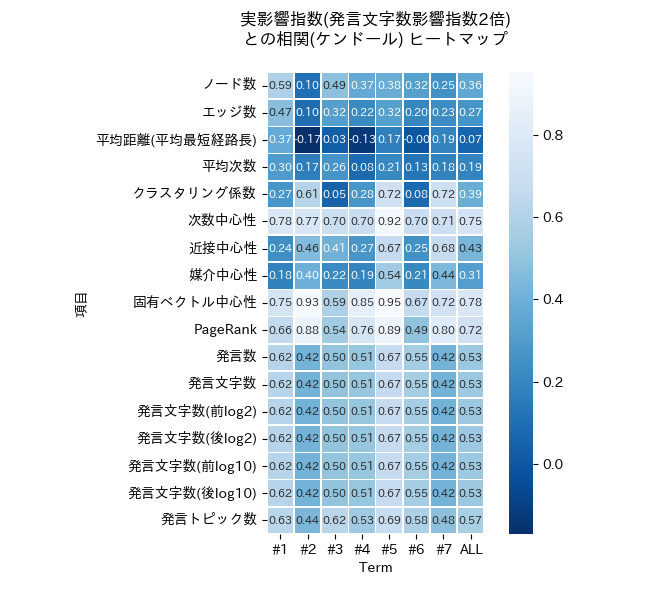 実影響指数(発言文字数影響指数2倍)
との相関(ケンドール) ヒートマップ
ノード数 0.59 0.10 0.49 0.37 0.38 0.32 0.25 0.36
エッジ数 0.47 0.10 0.32 0.22 0.32 0.20 0.23 0.27
平均距離(平均最短経路長) 0.37 -0.17 0.03 -0.13 0.17 -0.00 0.19 0.07
平均次数 0.30 0.17 0.26 0.08 0.21 0.13 0.18 0.19
クラスタリング係数 0.27 0.61 0.05 0.28 0.72 0.08 0.72 0.39
次数中心性 0.78 0.77 0.70 0.70 0.92 0.70 0.71 0.75
近接中心性 0.24 0.46 0.41 0.27 0.67 0.25 0.68 0.43
媒介中心性 0.18 0.40 0.22 0.19 0.54 0.21 0.44 0.31
固有ベクトル中心性 0.75 0.93 0.59 0.85 0.95 0.67 0.72 0.78
PageRank 0.66 0.88 0.54 0.76 0.89 0.49 0.80 0.72
発言数 0.62 0.42 0.50 0.51 0.67 0.55 0.42 0.53
発言文字数 0.62 0.42 0.50 0.51 0.67 0.55 0.42 0.53
発言文字数(前log2) 0.62 0.42 0.50 0.51 0.67 0.55 0.42 0.53
発言文字数(後log2) 0.62 0.42 0.50 0.51 0.67 0.55 0.42 0.53
発言文字数(前log10) 0.62 0.42 0.50 0.51 0.67 0.55 0.42 0.53
発言文字数(後log10) 0.62 0.42 0.50 0.51 0.67 0.55 0.42 0.53
発言トピック数 0.63 0.44 0.62 0.53 0.69 0.58 0.48 0.57
#1 #2 #3 #4 #5 #6 #7 ALL
Term
項目
0.8
0.6
0.4
0.2
0.0